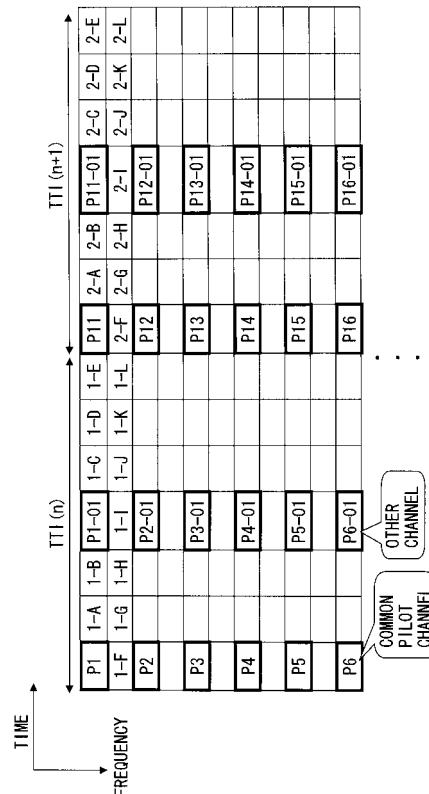 TIME
FREQUENCY
TTI(n) TTI(n+1)
P1 1-A 1-B P1-01 1-C 1-D 1-E P11 2-A 2-B P11-01 2-C 2-D 2-E
1-F 1-G 1-H 1-I 1-J 1-K 1-L 2-F 2-G 2-H 2-I 2-J 2-K 2-L
P2 P2-01 P12 P12-01
P3 P3-01 P13 P13-01
P4 P4-01 P14 P14-01
P5 P5-01 P15 P15-01
P6 P6-01 P16 P16-01
...
COMMON
PILOT
CHANNEL
OTHER
CHANNEL